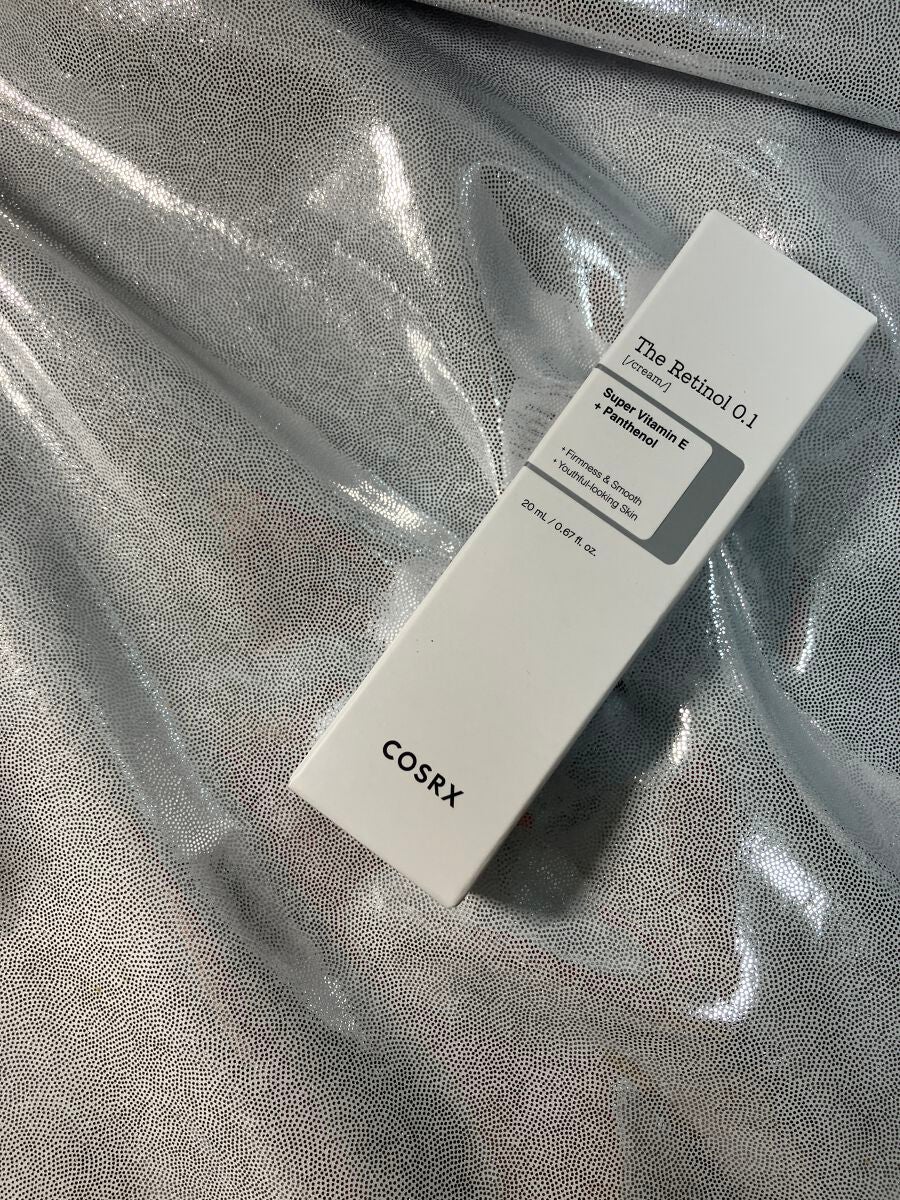 The Retinol 0.1
[/cream/]
Super Vitamin E
+ Panthenol
+ Firmness & Smooth
+ Youthful-looking Skin
20 mL / 0.67 fl. oz.
COSRX